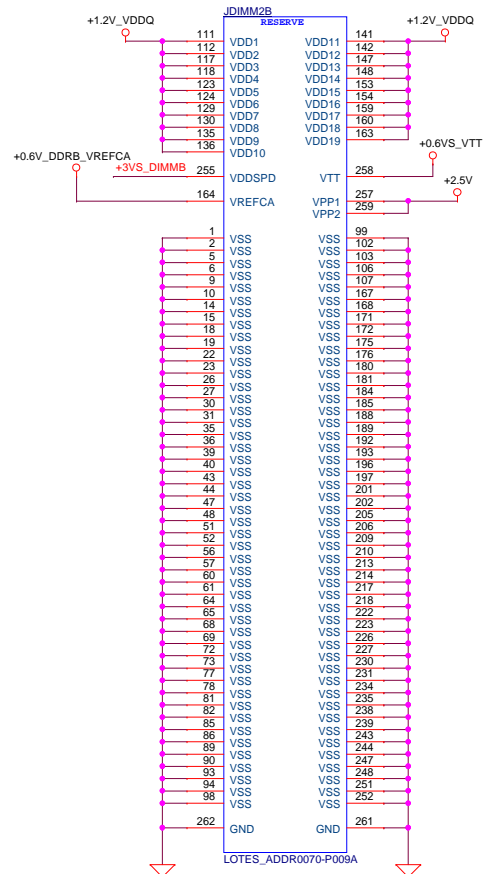 JDIMM2B
RESERVE
+1.2V_VDDQ +1.2V_VDDQ
111 VDD1 VDD11 141
112 VDD2 VDD12 142
117 VDD3 VDD13 147
118 VDD4 VDD14 148
123 VDD5 VDD15 153
124 VDD6 VDD16 154
129 VDD7 VDD17 159
130 VDD8 VDD18 160
135 VDD9 VDD19 163
136 VDD10
+0.6VS_VTT
+0.6V_DDRB_VREFCA
+3VS_DIMMB 255 VDDSPD VTT 258
+2.5V
164 VREFCA VPP1 257
VPP2 259
1 VSS VSS 99
2 VSS VSS 102
5 VSS VSS 103
6 VSS VSS 106
9 VSS VSS 107
10 VSS VSS 167
14 VSS VSS 168
15 VSS VSS 171
18 VSS VSS 172
19 VSS VSS 175
22 VSS VSS 176
23 VSS VSS 180
26 VSS VSS 181
27 VSS VSS 184
30 VSS VSS 185
31 VSS VSS 188
35 VSS VSS 189
36 VSS VSS 192
39 VSS VSS 193
40 VSS VSS 196
43 VSS VSS 197
44 VSS VSS 201
47 VSS VSS 202
48 VSS VSS 205
51 VSS VSS 206
52 VSS VSS 209
56 VSS VSS 210
57 VSS VSS 213
60 VSS VSS 214
61 VSS VSS 217
64 VSS VSS 218
65 VSS VSS 222
68 VSS VSS 223
69 VSS VSS 226
72 VSS VSS 227
73 VSS VSS 230
77 VSS VSS 231
78 VSS VSS 234
81 VSS VSS 235
82 VSS VSS 238
85 VSS VSS 239
86 VSS VSS 243
89 VSS VSS 244
90 VSS VSS 247
93 VSS VSS 248
94 VSS VSS 251
98 VSS VSS 252
262 GND GND 261
LOTES_ADDR0070-P009A